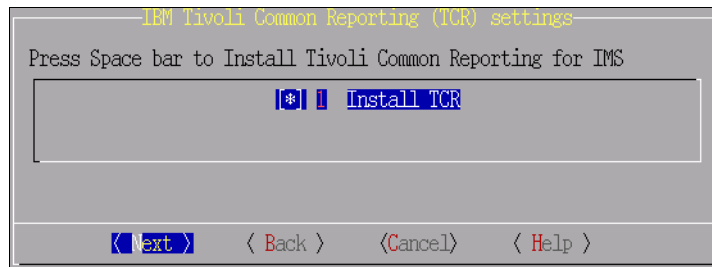 IBM Tivoli Common Reporting (TCR) settings
Press Space bar to Install Tivoli Common Reporting for IMS
[*] 1 Install TCR
< Next > < Back > <Cancel> < Help >